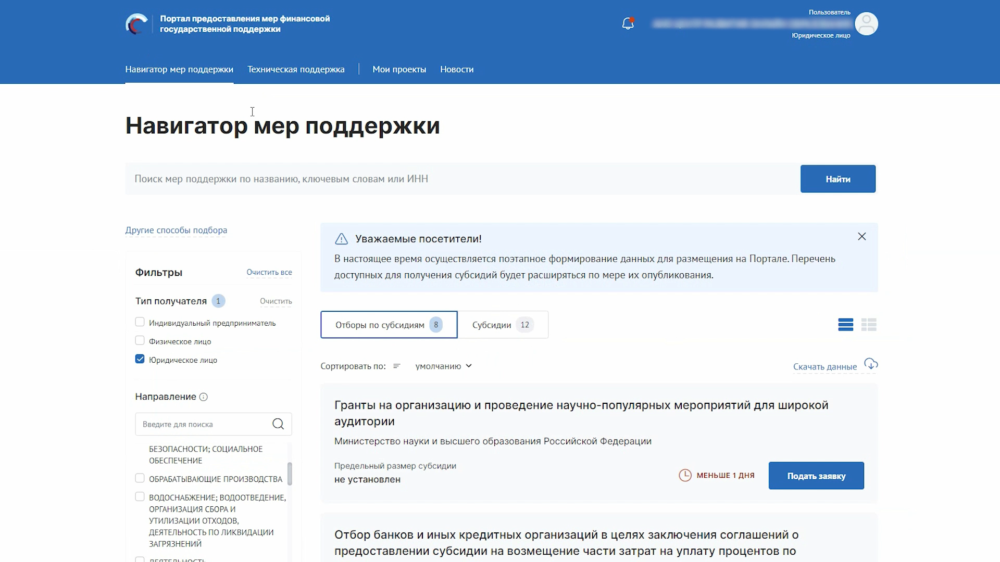 Портал предоставления мер финансовой
государственной поддержки
Пользователь
Юридическое лицо
Навигатор мер поддержки
Техническая поддержка
Мои проекты
Новости
Навигатор мер поддержки
Поиск мер поддержки по названию, ключевым словам или ИНН
Найти
Другие способы подбора
Фильтры
Очистить все
Тип получателя 1
Очистить
Индивидуальный предприниматель
Физическое лицо
Юридическое лицо
Направление
Введите для поиска
БЕЗОПАСНОСТИ; СОЦИАЛЬНОЕ
ОБЕСПЕЧЕНИЕ
ОБРАБАТЫВАЮЩИЕ ПРОИЗВОДСТВА
ВОДОСНАБЖЕНИЕ; ВОДООТВЕДЕНИЕ,
ОРГАНИЗАЦИЯ СБОРА И
УТИЛИЗАЦИИ ОТХОДОВ,
ДЕЯТЕЛЬНОСТЬ ПО ЛИКВИДАЦИИ
ЗАГРЯЗНЕНИЙ
ДЕЯТЕЛЬНОСТЬ
Уважаемые посетители!
В настоящее время осуществляется поэтапное формирование данных для размещения на Портале. Перечень
доступных для получения субсидий будет расширяться по мере их опубликования.
Отборы по субсидиям 8
Субсидии 12
Сортировать по: умолчанию
Скачать данные
Гранты на организацию и проведение научно-популярных мероприятий для широкой
аудитории
Министерство науки и высшего образования Российской Федерации
Предельный размер субсидии
не установлен
МЕНЬШЕ 1 ДНЯ
Подать заявку
Отбор банков и иных кредитных организаций в целях заключения соглашений о
предоставлении субсидии на возмещение части затрат на уплату процентов по